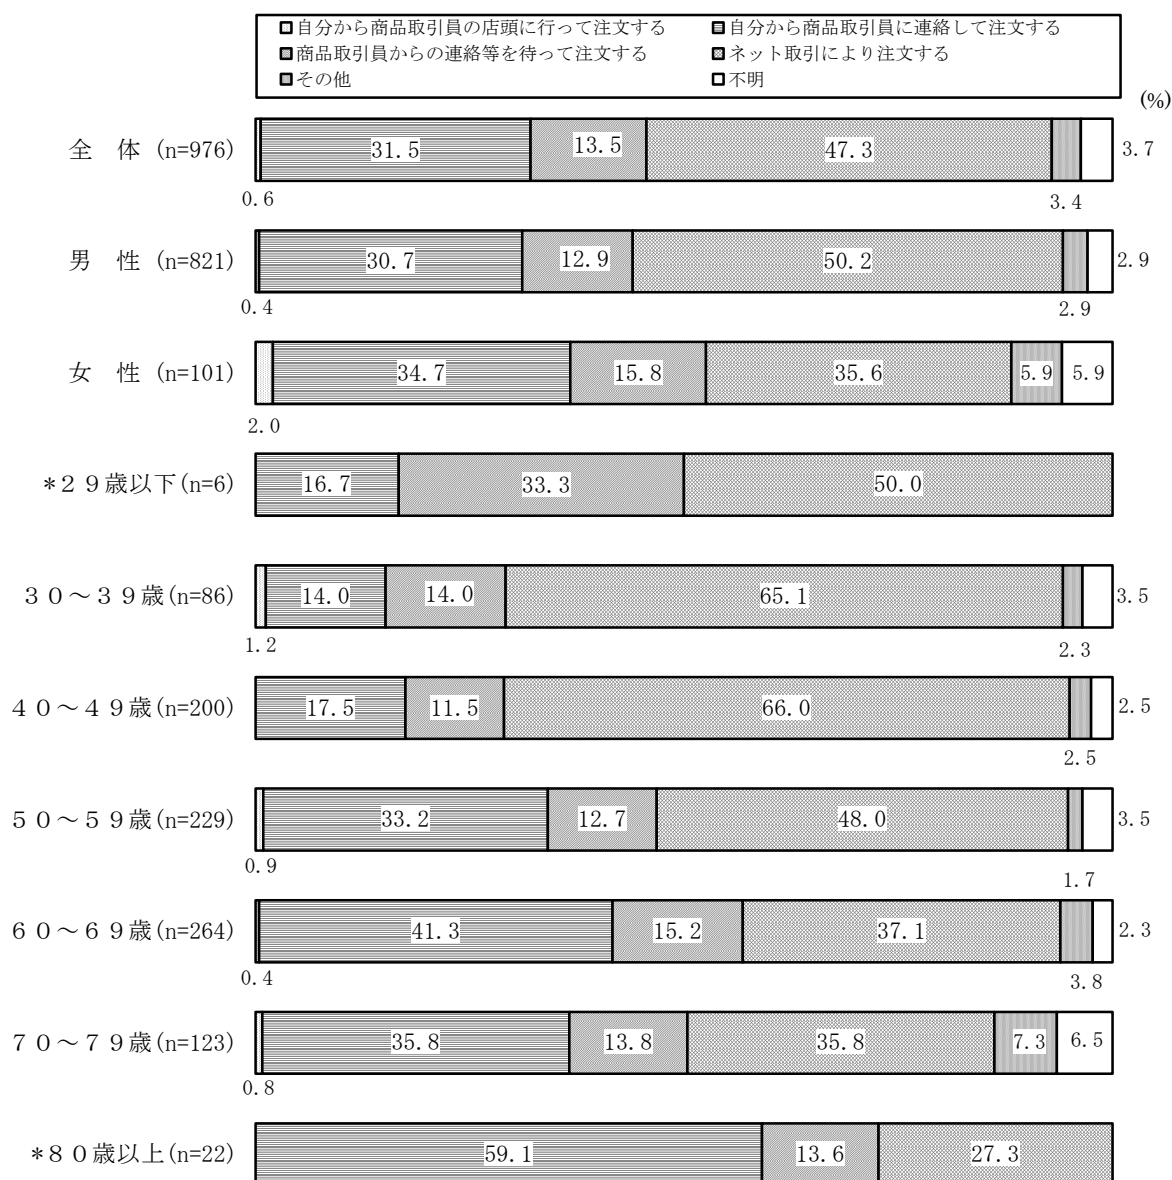 自分から商品取引員の店頭に行って注文する 自分から商品取引員に連絡して注文する
商品取引員からの連絡等を待って注文する ネット取引により注文する
その他 不明
(%)
全 体 (n=976) 31.5 13.5 47.3 3.7
0.6 3.4
男 性 (n=821) 30.7 12.9 50.2 2.9
0.4 2.9
女 性 (n=101) 34.7 15.8 35.6 5.9 5.9
2.0
*29歳以下(n=6) 16.7 33.3 50.0
30～39歳(n=86) 14.0 14.0 65.1 3.5
1.2 2.3
40～49歳(n=200) 17.5 11.5 66.0 2.5
2.5
50～59歳(n=229) 33.2 12.7 48.0 3.5
0.9 1.7
60～69歳(n=264) 41.3 15.2 37.1 2.3
0.4 3.8
70～79歳(n=123) 35.8 13.8 35.8 7.3 6.5
0.8
*80歳以上(n=22) 59.1 13.6 27.3